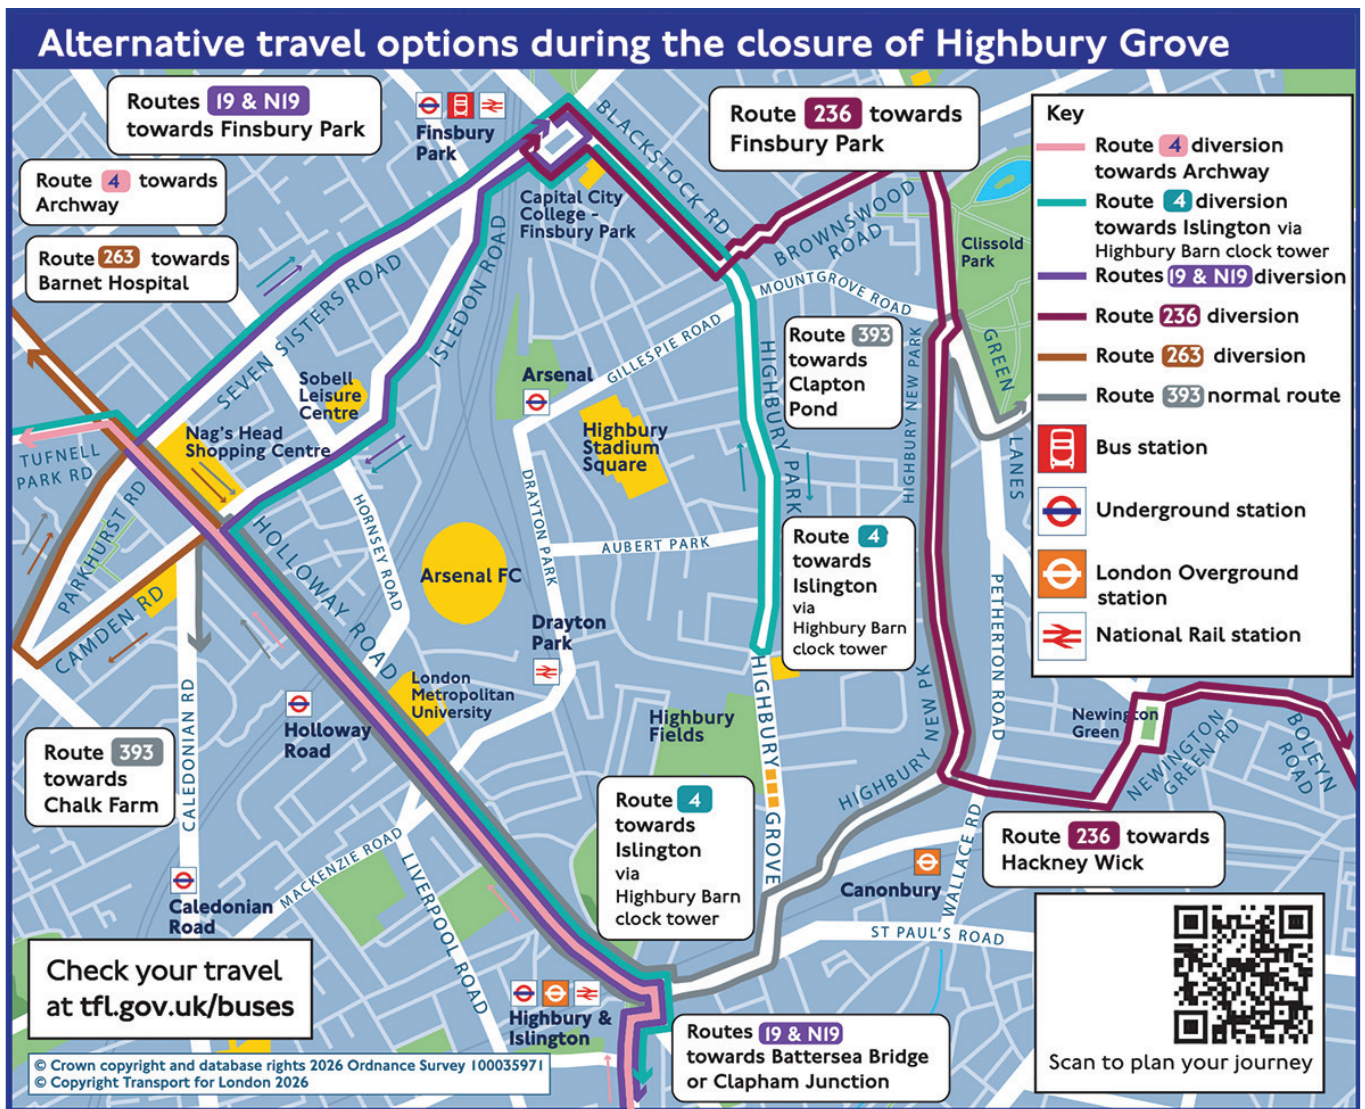 Alternative travel options during the closure of Highbury Grove
Routes 19 & N19
towards Finsbury Park
Route 4 towards
Archway
Route 263 towards
Barnet Hospital
Finsbury
Park
BLACKSTOCK RD
Capital City
College -
Finsbury Park
Route 236 towards
Finsbury Park
BROWNSWOOD
ROAD
MOUNTGROVE ROAD
Clissold
Park
Key
Route 4 diversion
towards Archway
Route 4 diversion
towards Islington via
Highbury Barn clock tower
Routes 19 & N19 diversion
Route 236 diversion
Route 263 diversion
Route 393 normal route
Bus station
Underground station
London Overground
station
National Rail station
SEVEN SISTERS ROAD
ISLEDON ROAD
Sobell
Leisure
Centre
Nag's Head
Shopping Centre
Arsenal
GILLESPIE ROAD
Highbury
Stadium
Square
HIGHBURY PARK
Route 393
towards
Clapton
Pond
HIGHBURY NEW PARK
GREEN
LANES
TUFNELL
PARK RD
PARKHURST RD
CAMDEN RD
HOLLOWAY ROAD
HORNSEY ROAD
DRAYTON PARK
AUBERT PARK
Arsenal FC
Drayton
Park
Route 4
towards
Islington
via
Highbury Barn
clock tower
PETHERTON ROAD
London
Metropolitan
University
Holloway
Road
CALEDONIAN RD
Highbury
Fields
HIGHBURY
GROVE
HIGHBURY NEW PK
Newington
Green
NEWINGTON
GREEN RD
BOLEYN
ROAD
Route 393
towards
Chalk Farm
Route 4
towards
Islington
via
Highbury Barn
clock tower
Route 236 towards
Hackney Wick
MACKENZIE ROAD
LIVERPOOL ROAD
Caledonian
Road
Canonbury
WALLACE RD
ST PAUL'S ROAD
Check your travel
at tfl.gov.uk/buses
Highbury &
Islington
Routes 19 & N19
towards Battersea Bridge
or Clapham Junction
Scan to plan your journey
© Crown copyright and database rights 2026 Ordnance Survey 100035971
© Copyright Transport for London 2026